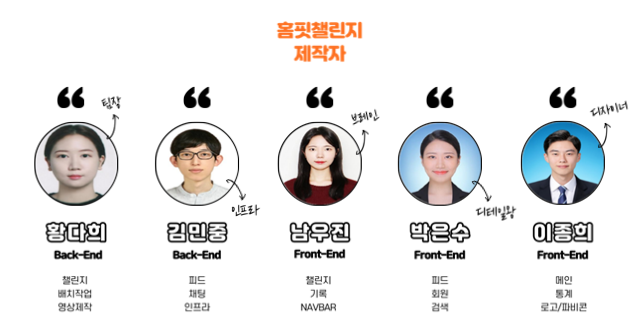 홈핏챌린지
제작자
팀장
브레인
디자이너
인프라
디테일왕
황다희
김민중
남우진
박은수
이종희
Back-End
Back-End
Front-End
Front-End
Front-End
챌린지
배치작업
영상제작
피드
채팅
인프라
챌린지
기록
NAVBAR
피드
회원
검색
메인
통계
로고/파비콘